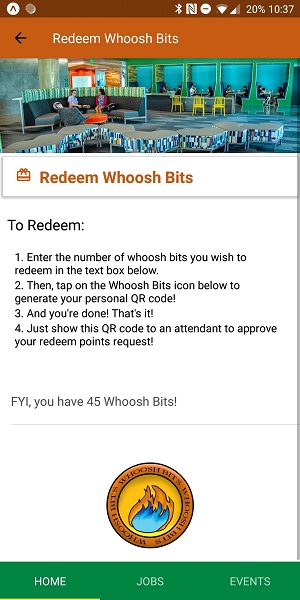 20% 10:37
Redeem Whoosh Bits
Redeem Whoosh Bits
To Redeem:
1. Enter the number of whoosh bits you wish to
redeem in the text box below.
2. Then, tap on the Whoosh Bits icon below to
generate your personal QR code!
3. And you're done! That's it!
4. Just show this QR code to an attendant to approve
your redeem points request!
FYI, you have 45 Whoosh Bits!
WHOOSH BITS WHOOSH BITS WHOOSH BITS
HOME JOBS EVENTS